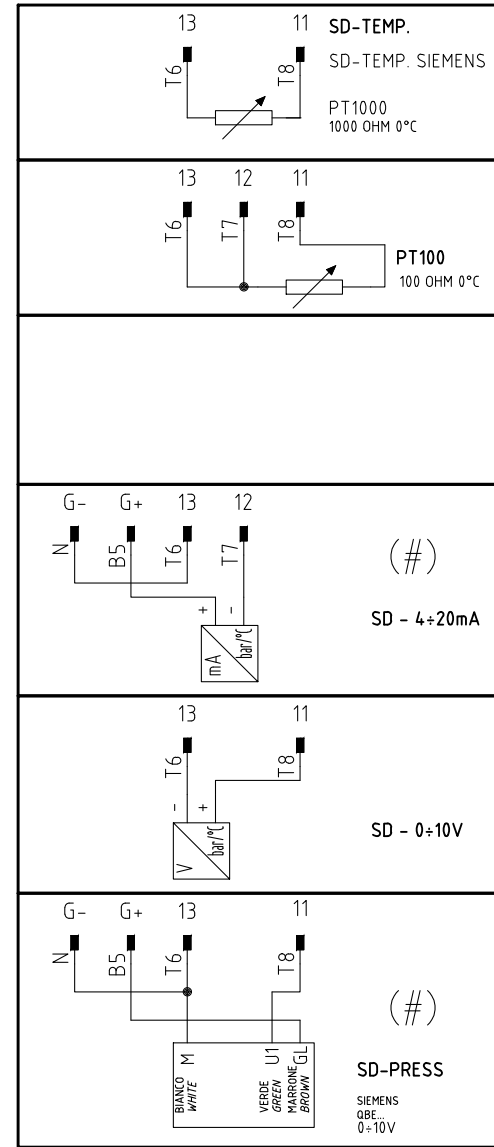 13 11 SD-TEMP.
T6 T8 SD-TEMP. SIEMENS
PT1000
1000 OHM 0°C
13 12 11
T6 T7 T8
PT100
100 OHM 0°C
G- G+ 13 12
N B5 T6 T7
(#)
+ -
SD - 4÷20mA
mA bar/°C
13 11
T6 T8
- +
SD - 0÷10V
V bar/°C
G- G+ 13 11
N B5 T6 T8
(#)
M U1 GL
BIANCO VERDE MARRONE
WHITE GREEN BROWN
SD-PRESS
SIEMENS
QBE...
0÷10V